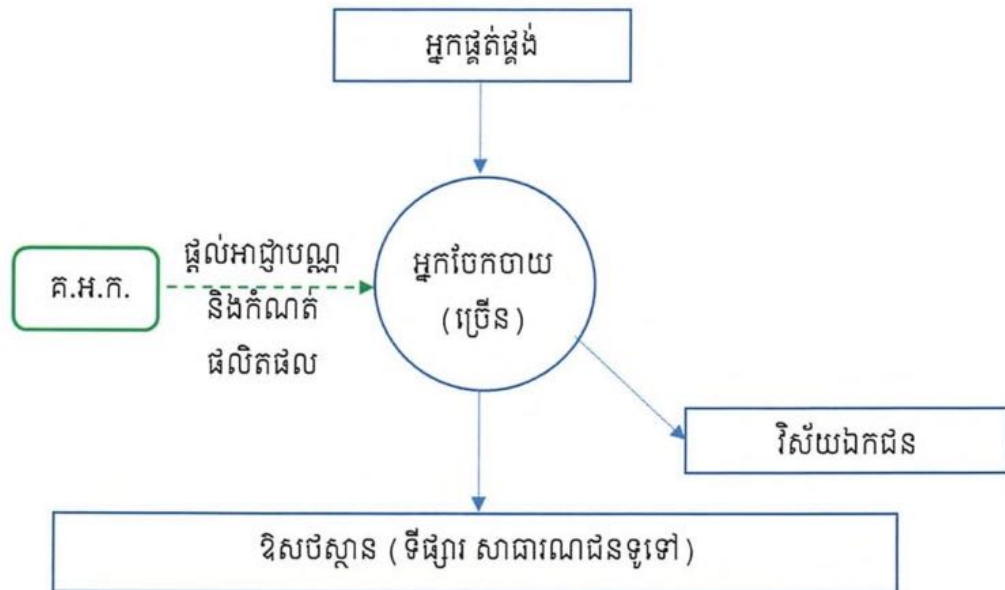 អ្នកផ្គត់ផ្គង់
ផ្តល់អាជ្ញាបណ្ណ
និងកំណត់
ផលិតផល
គ.អ.ក.
អ្នកចែកចាយ
(ច្រើន)
វិស័យឯកជន
ឱសថស្ថាន (ទីផ្សារ សាធារណជនទូទៅ)